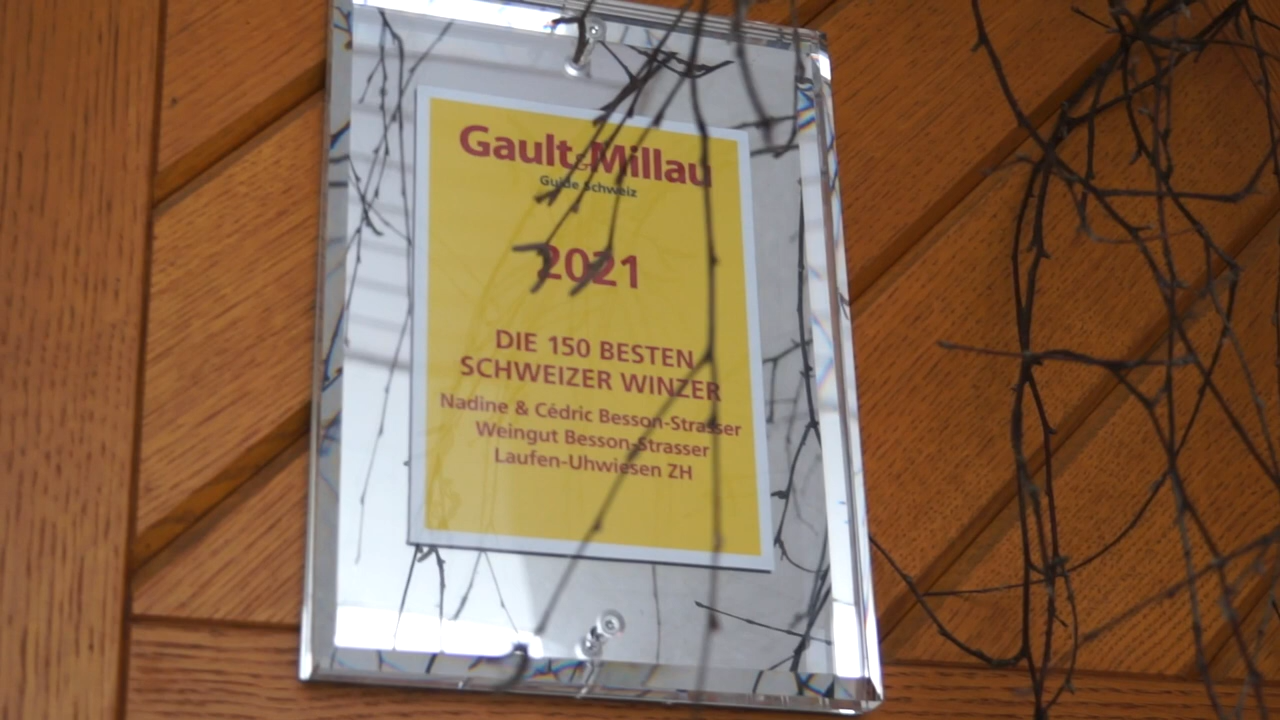 Gault&Millau
Guide Schweiz
2021
DIE 150 BESTEN
SCHWEIZER WINZER
Nadine & Cédric Besson-Strasser
Weingut Besson-Strasser
Laufen-Uhwiesen ZH